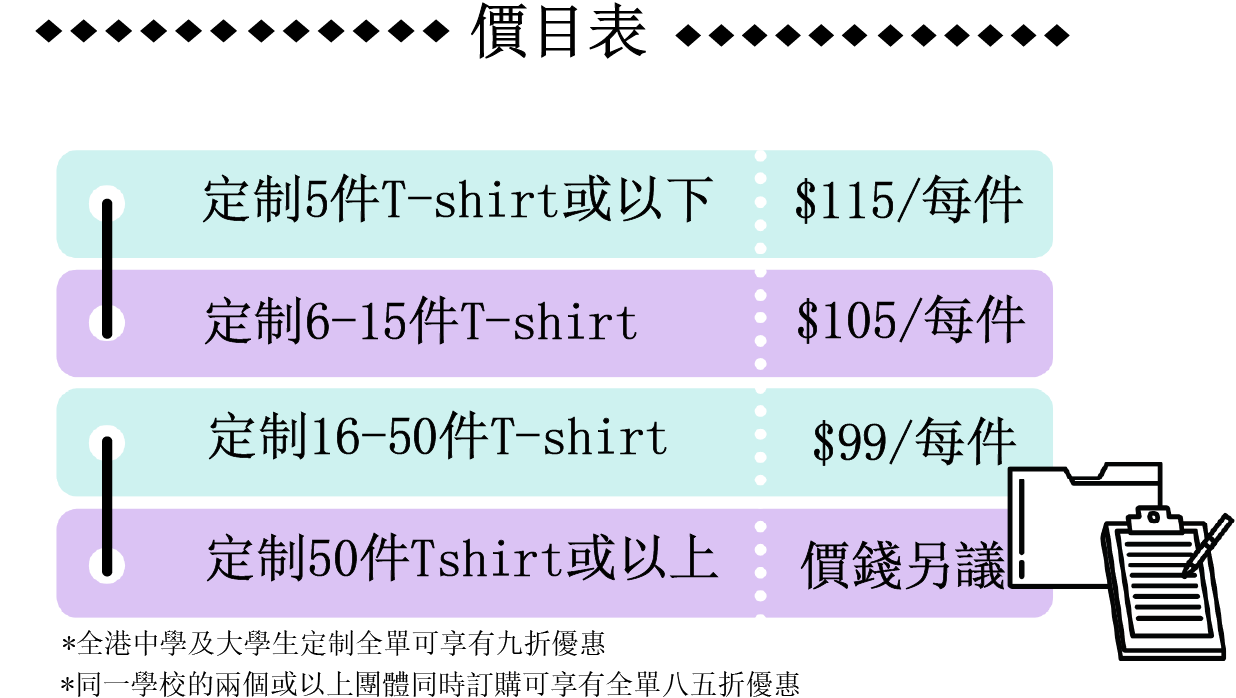 價目表
定制5件T-shirt或以下 $115/每件
定制6-15件T-shirt $105/每件
定制16-50件T-shirt $99/每件
定制50件Tshirt或以上 價錢另議
*全港中學及大學生定制全單可享有九折優惠
*同一學校的兩個或以上團體同時訂購可享有全單八五折優惠